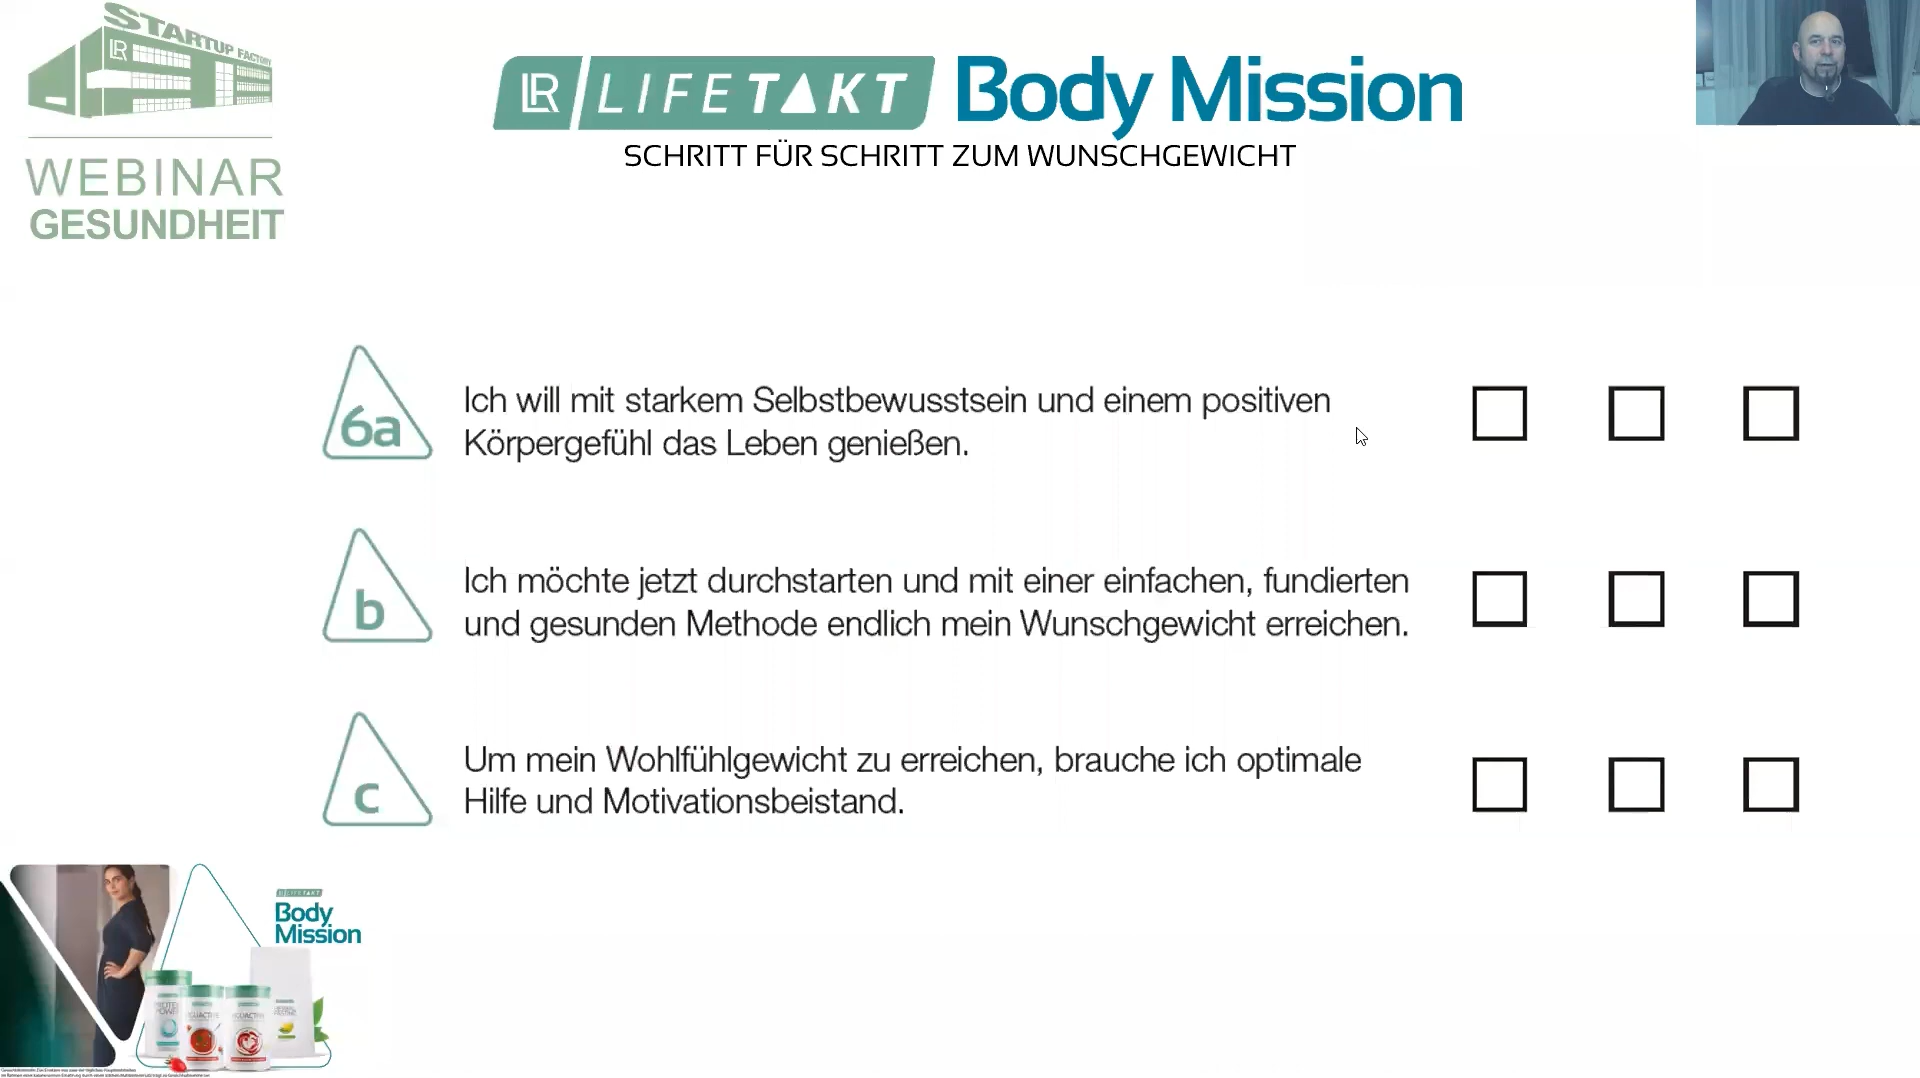 STARTUP FACTORY
LR
WEBINAR
GESUNDHEIT
LR LIFETAKT Body Mission
SCHRITT FÜR SCHRITT ZUM WUNSCHGEWICHT
6a
Ich will mit starkem Selbstbewusstsein und einem positiven
Körpergefühl das Leben genießen.
b
Ich möchte jetzt durchstarten und mit einer einfachen, fundierten
und gesunden Methode endlich mein Wunschgewicht erreichen.
c
Um mein Wohlfühlgewicht zu erreichen, brauche ich optimale
Hilfe und Motivationsbeistand.
LR LIFETAKT
Body
Mission